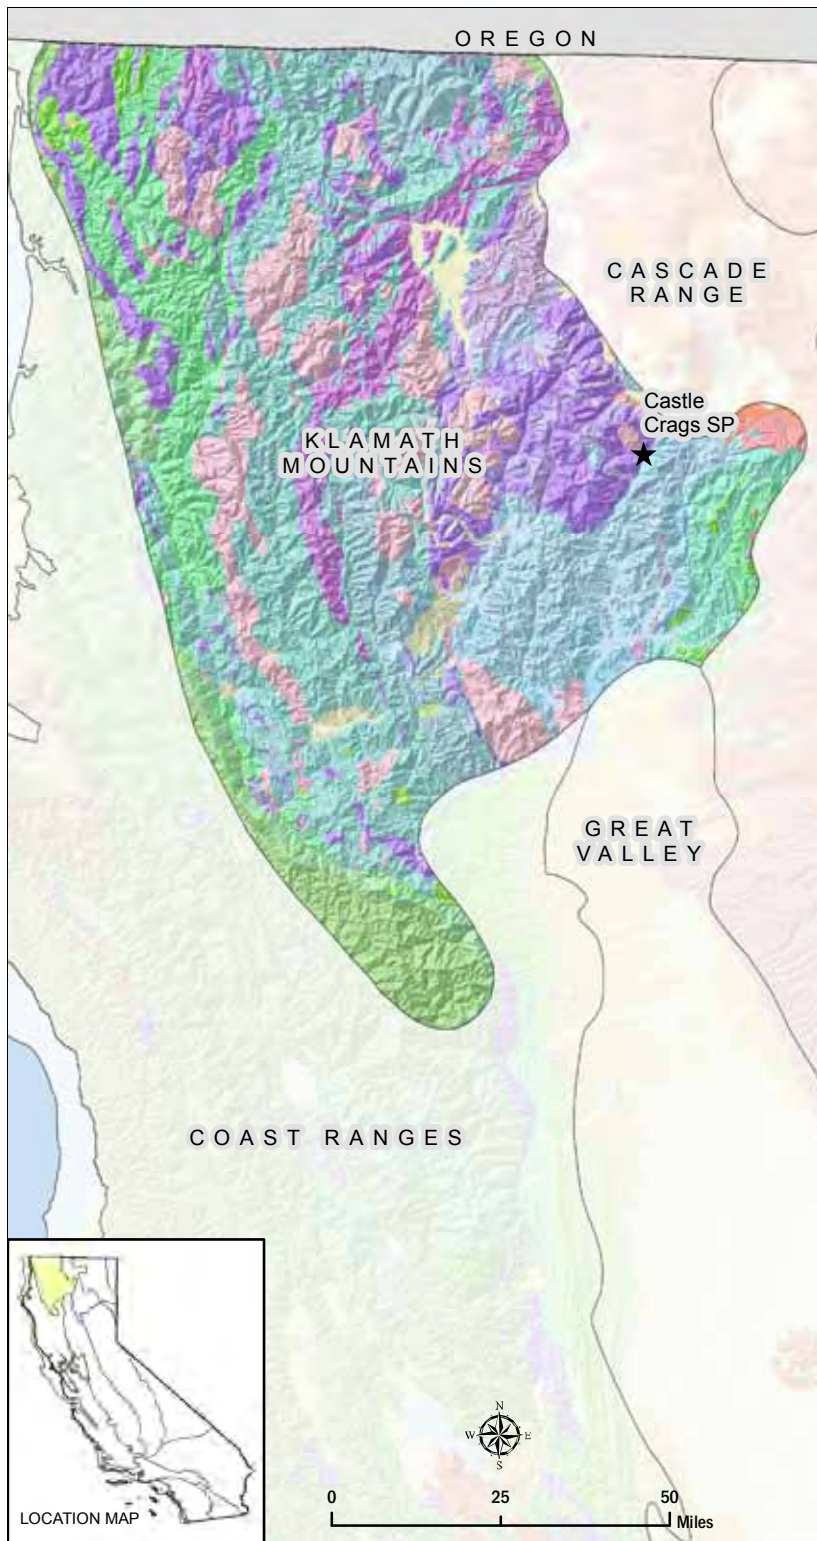 OREGON
CASCADE
RANGE
Castle
Crags SP
KLAMATH
MOUNTAINS
GREAT
VALLEY
COAST RANGES
N
W
E
S
0 25 50
Miles
LOCATION MAP